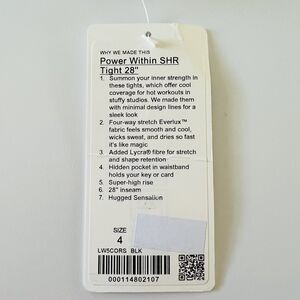 WHY WE MADE THIS
Power Within SHR
Tight 28"
1. Summon your inner strength in
these tights, which offer cool
coverage for hot workouts in
stuffy studios. We made them
with minimal design lines for a
sleek look
2. Four-way stretch Everlux™
fabric feels smooth and cool,
wicks sweat, and dries so fast
it's like magic
3. Added Lycra® fibre for stretch
and shape retention
4. Hidden pocket in waistband
holds your key or card
5. Super-high rise
6. 28" inseam
7. Hugged Sensation
SIZE
4
LW5CQRS BLK
000114802107